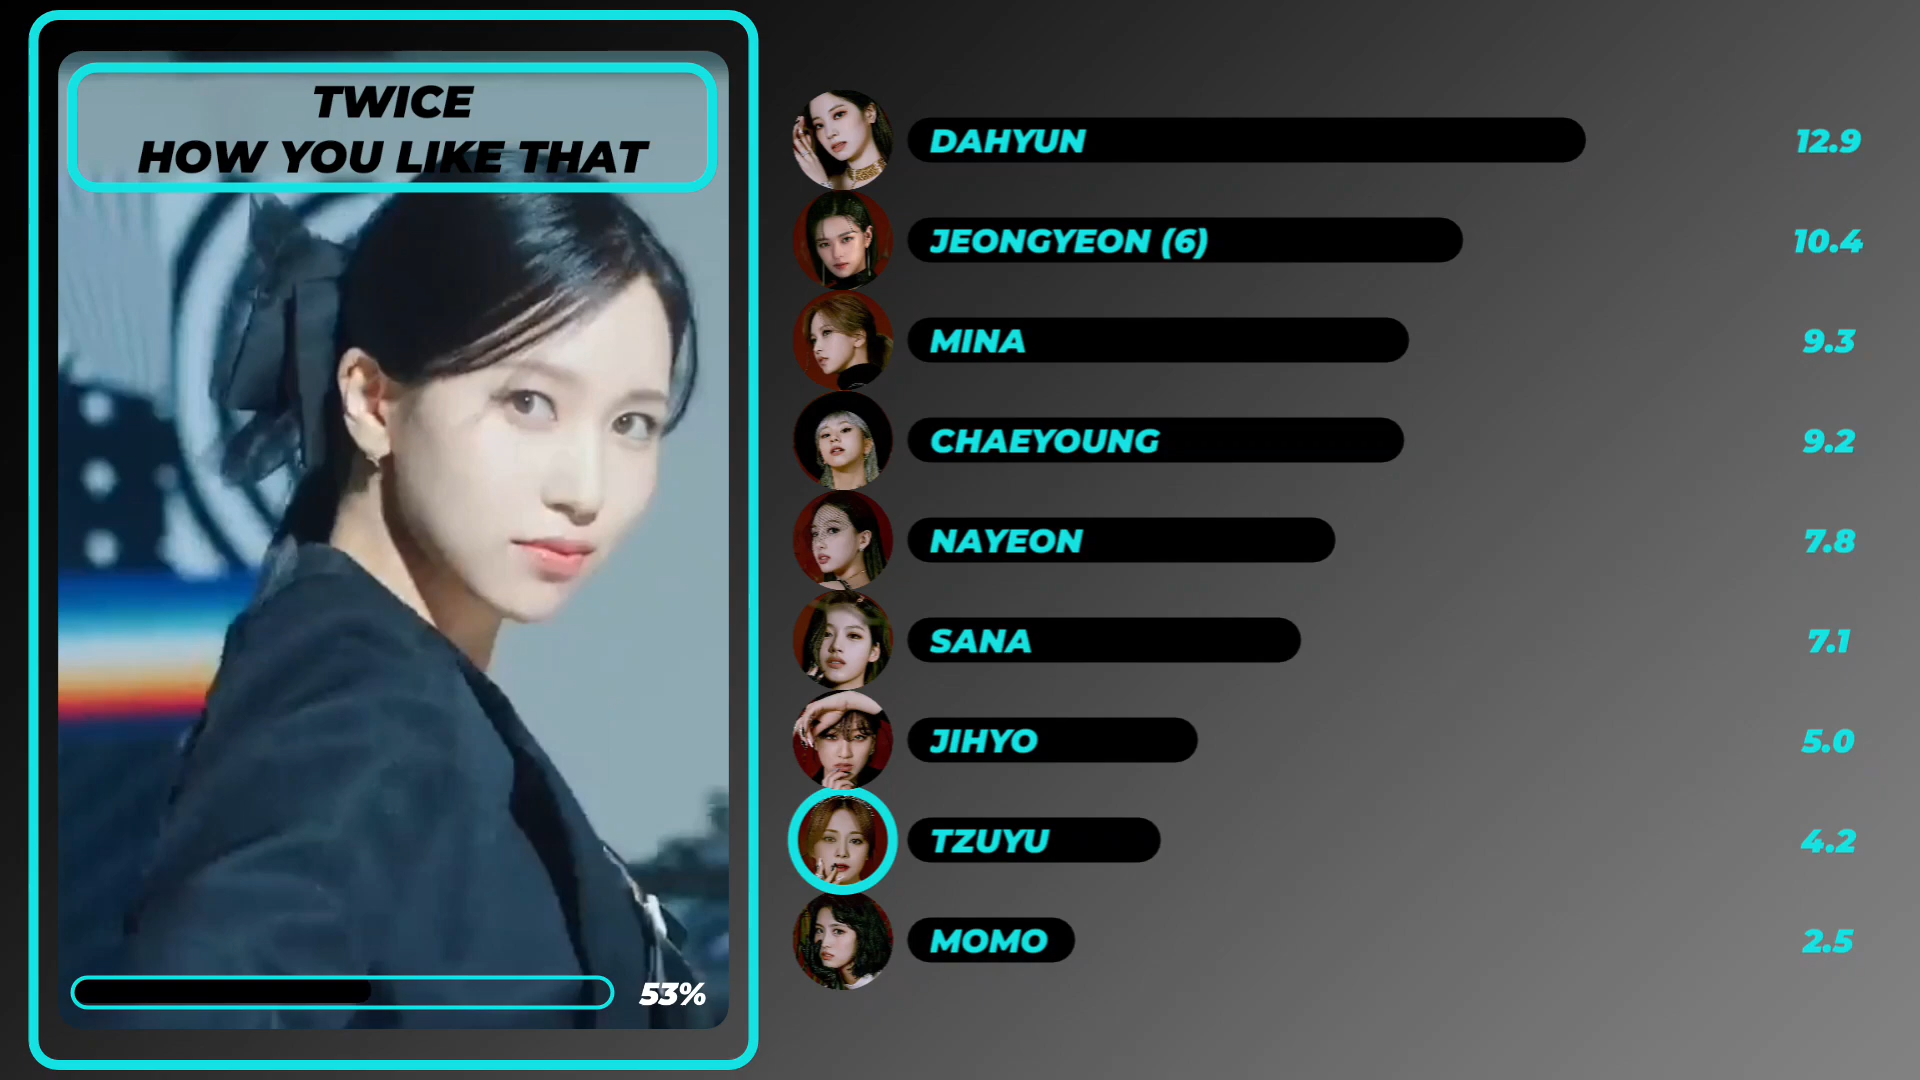 TWICE
HOW YOU LIKE THAT
53%
DAHYUN 12.9
JEONGYEON (6) 10.4
MINA 9.3
CHAEYOUNG 9.2
NAYEON 7.8
SANA 7.1
JIHYO 5.0
TZUYU 4.2
MOMO 2.5